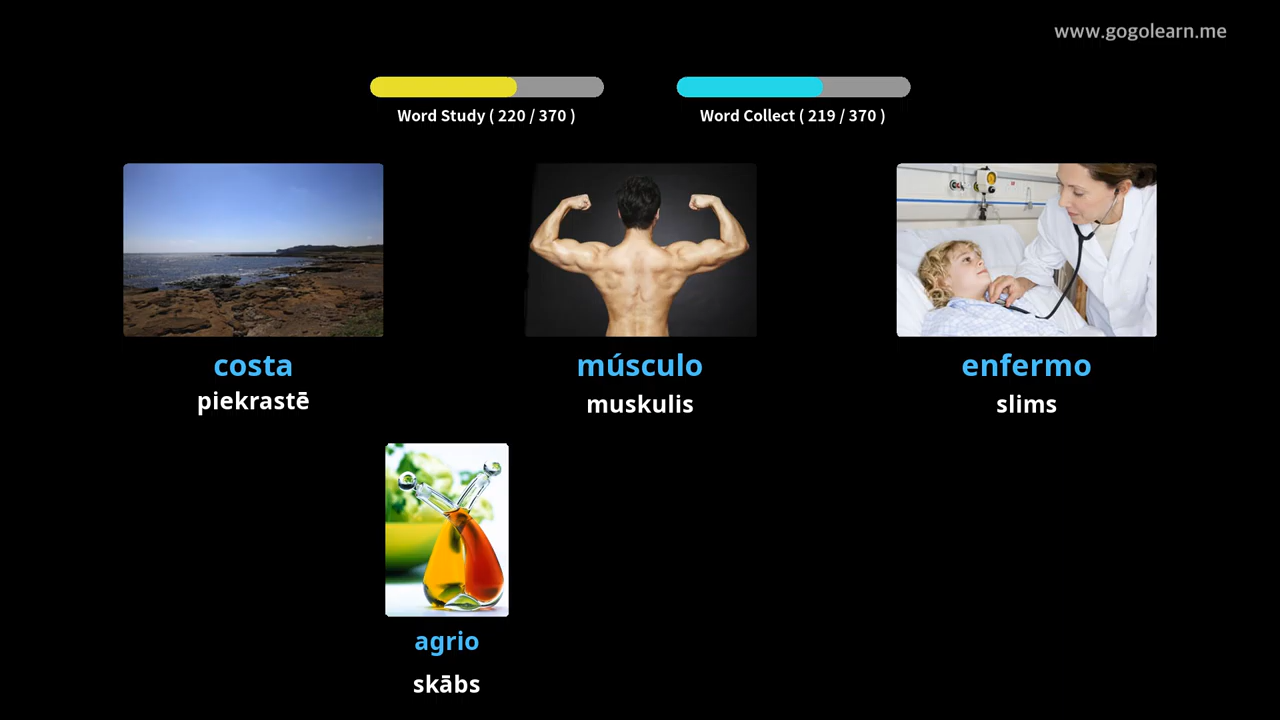 www.gogolearn.me
Word Study ( 220 / 370 )
Word Collect ( 219 / 370 )
costa
piekrastē
músculo
muskulis
enfermo
slims
agrio
skābs